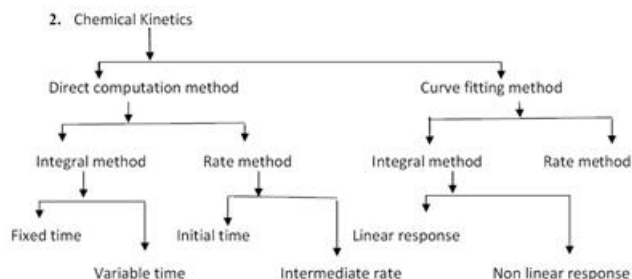 2. Chemical Kinetics
Direct computation method Curve fitting method
Integral method Rate method Integral method Rate method
Fixed time Initial time Linear response
Variable time Intermediate rate Non linear response